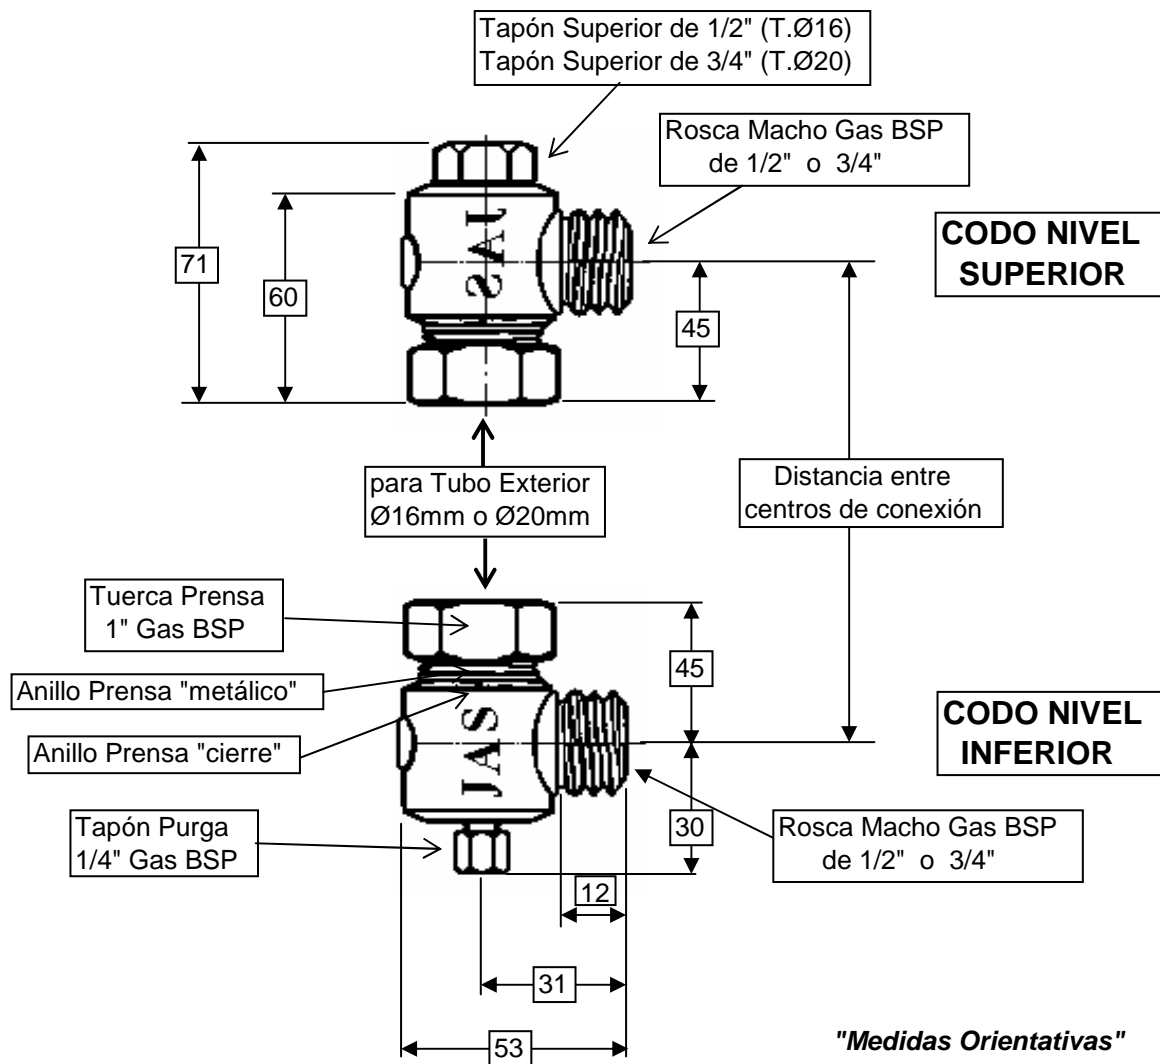 Tapón Superior de 1/2" (T.Ø16)
Tapón Superior de 3/4" (T.Ø20)
Rosca Macho Gas BSP
de 1/2" o 3/4"
CODO NIVEL
SUPERIOR
71
60
JAS
45
para Tubo Exterior
Ø16mm o Ø20mm
Distancia entre
centros de conexión
Tuerca Prensa
1" Gas BSP
Anillo Prensa "metálico"
Anillo Prensa "cierre"
45
JAS
CODO NIVEL
INFERIOR
Tapón Purga
1/4" Gas BSP
30
Rosca Macho Gas BSP
de 1/2" o 3/4"
12
31
53
"Medidas Orientativas"